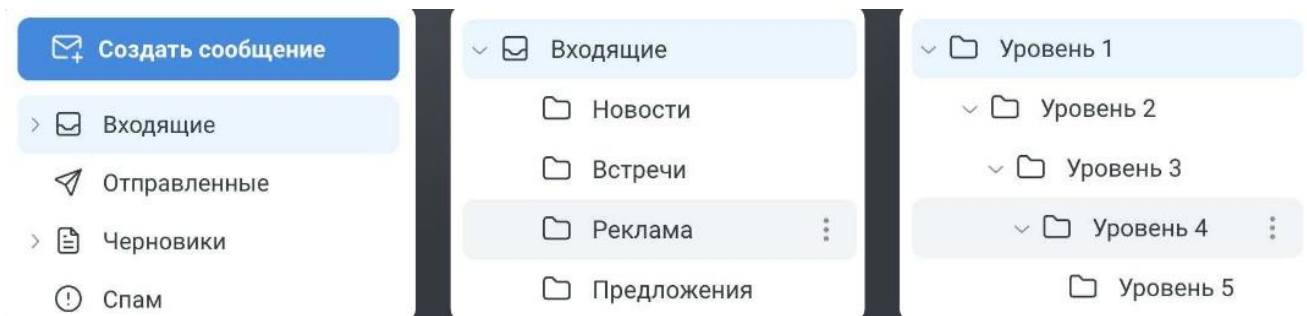 Создать сообщение
Входящие
Отправленные
Черновики
Спам
Входящие
Новости
Встречи
Реклама
Предложения
Уровень 1
Уровень 2
Уровень 3
Уровень 4
Уровень 5